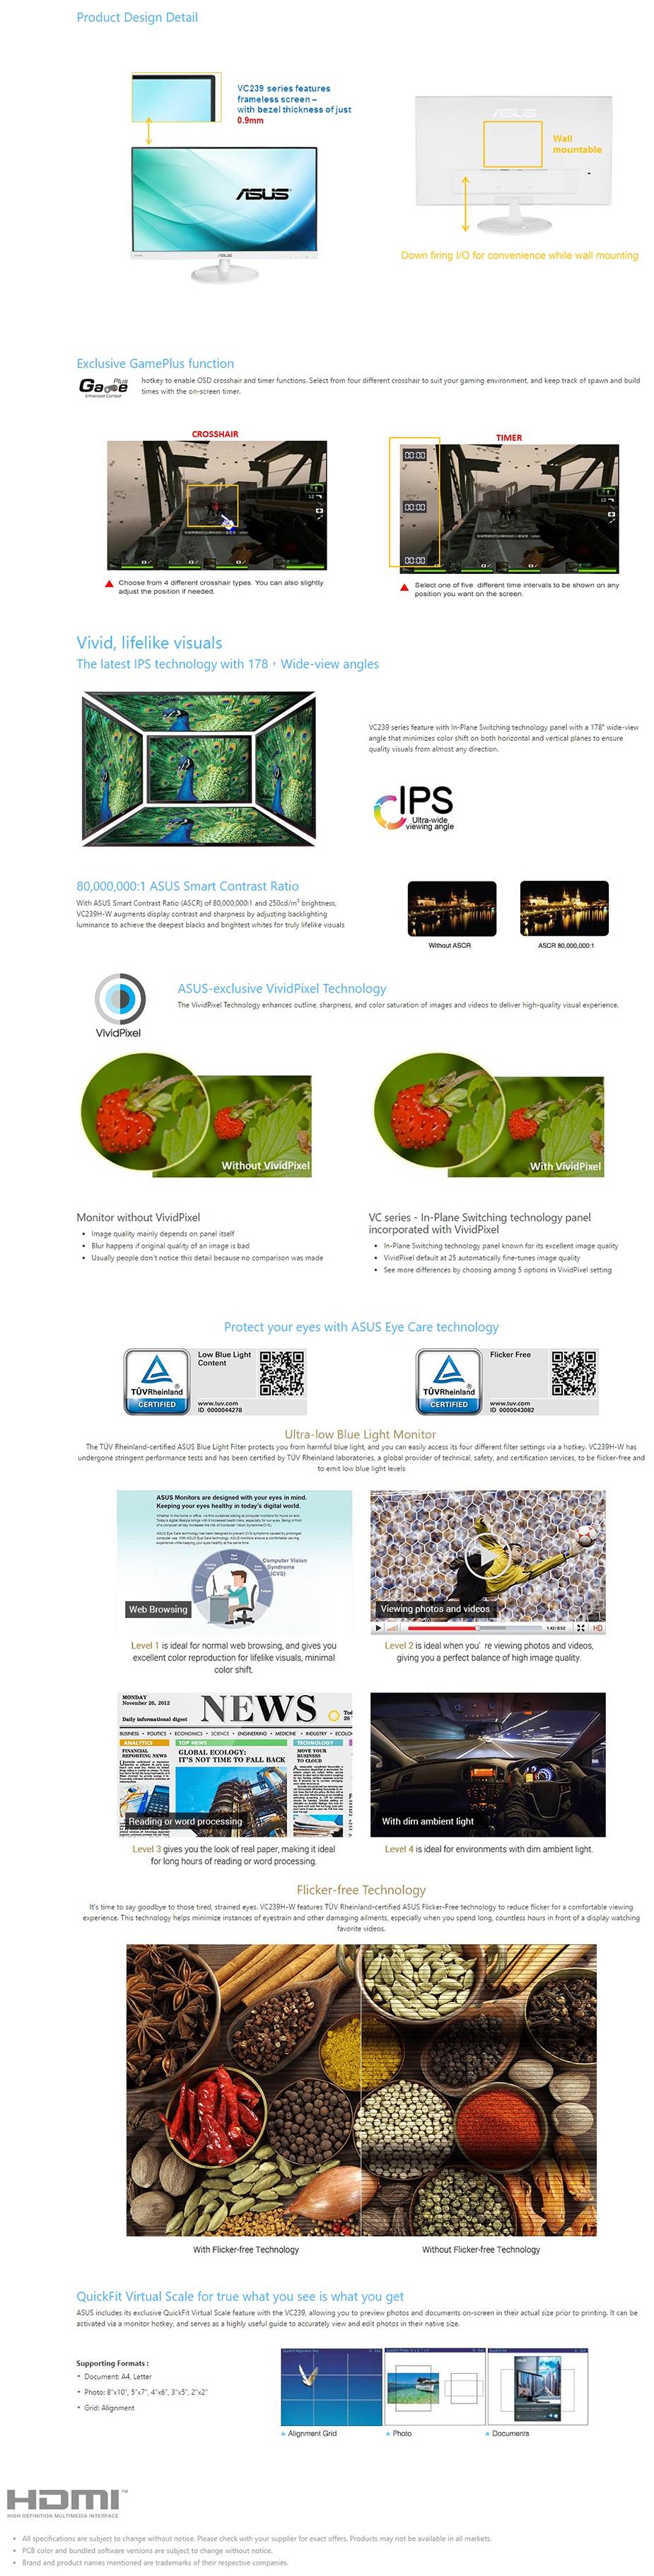 Product Design Detail
VC239 series features
frameless screen –
with bezel thickness of just
0.9mm
ASUS
Wall
mountable
ASUS
ASUS
Down firing I/O for convenience while wall mounting
Exclusive GamePlus function
Game Plus
Enhanced Combat
hotkey to enable OSD crosshair and timer functions. Select from four different crosshair to suit your gaming environment, and keep track of spawn and build
times with the on-screen timer.
CROSSHAIR
TIMER
00:00
00:00
00:00
Choose from 4 different crosshair types. You can also slightly
adjust the position if needed.
Select one of five different time intervals to be shown on any
position you want on the screen.
Vivid, lifelike visuals
The latest IPS technology with 178 ° Wide-view angles
VC239 series feature with In-Plane Switching technology panel with a 178° wide-view
angle that minimizes color shift on both horizontal and vertical planes to ensure
quality visuals from almost any direction.
IPS
Ultra-wide
viewing angle
80,000,000:1 ASUS Smart Contrast Ratio
With ASUS Smart Contrast Ratio (ASCR) of 80,000,000:1 and 250cd/m² brightness,
VC239H-W augments display contrast and sharpness by adjusting backlighting
luminance to achieve the deepest blacks and brightest whites for truly lifelike visuals
Without ASCR
ASCR 80,000,000:1
ASUS-exclusive VividPixel Technology
The VividPixel Technology enhances outline, sharpness, and color saturation of images and videos to deliver high-quality visual experience.
VividPixel
Without VividPixel
With VividPixel
Monitor without VividPixel
• Image quality mainly depends on panel itself
• Blur happens if original quality of an image is bad
• Usually people don't notice this detail because no comparison was made
VC series - In-Plane Switching technology panel
incorporated with VividPixel
• In-Plane Switching technology panel known for its excellent image quality
• VividPixel default at 25 automatically fine-tunes image quality
• See more differences by choosing among 5 options in VividPixel setting
Protect your eyes with ASUS Eye Care technology
TÜVRheinland
CERTIFIED
Low Blue Light
Content
www.tuv.com
ID 0000044278
TÜVRheinland
CERTIFIED
Flicker Free
www.tuv.com
ID 0000043082
Ultra-low Blue Light Monitor
The TÜV Rheinland-certified ASUS Blue Light Filter protects you from harmful blue light, and you can easily access its four different filter settings via a hotkey. VC239H-W has
undergone stringent performance tests and has been certified by TÜV Rheinland laboratories, a global provider of technical, safety, and certification services, to be flicker-free and
to emit low blue light levels
ASUS Monitors are designed with your eyes in mind.
Keeping your eyes healthy in today's digital world.
Computer Vision
Syndrome
(CVS)
Web Browsing
Viewing photos and videos
HD
Level 1 is ideal for normal web browsing, and gives you
excellent color reproduction for lifelike visuals, minimal
color shift.
Level 2 is ideal when you' re viewing photos and videos,
giving you a perfect balance of high image quality.
MONDAY
November 26, 2012
Daily informational digest
NEWS
BUSINESS • POLITICS • ECONOMICS • SCIENCE • ENGINEERING • MEDICINE • INDUSTRY • ECOLO
ANALYTICS
TOP NEWS
TECHNOLOGY
FINANCIAL
REPORTING NEWS
GLOBAL ECOLOGY:
IT'S NOT TIME TO FALL BACK
MOVE YOUR
BUSINESS
TO CLOUD
Reading or word processing
With dim ambient light
Level 3 gives you the look of real paper, making it ideal
for long hours of reading or word processing.
Level 4 is ideal for environments with dim ambient light.
Flicker-free Technology
It's time to say goodbye to those tired, strained eyes. VC239H-W features TÜV Rheinland-certified ASUS Flicker-Free technology to reduce flicker for a comfortable viewing
experience. This technology helps minimize instances of eyestrain and other damaging ailments, especially when you spend long, countless hours in front of a display watching
favorite videos.
With Flicker-free Technology
Without Flicker-free Technology
QuickFit Virtual Scale for true what you see is what you get
ASUS includes its exclusive QuickFit Virtual Scale feature with the VC239, allowing you to preview photos and documents on-screen in their actual size prior to printing. It can be
activated via a monitor hotkey, and serves as a highly useful guide to accurately view and edit photos in their native size.
Supporting Formats :
• Document: A4, Letter
• Photo: 8"x10", 5"x7", 4"x6", 3"x5", 2"x2"
• Grid: Alignment
Alignment Grid
Photo
Documents
HDMI™
HIGH DEFINITION MULTIMEDIA INTERFACE
• All specifications are subject to change without notice. Please check with your supplier for exact offers. Products may not be available in all markets.
• PCB color and bundled software versions are subject to change without notice.
• Brand and product names mentioned are trademarks of their respective companies.